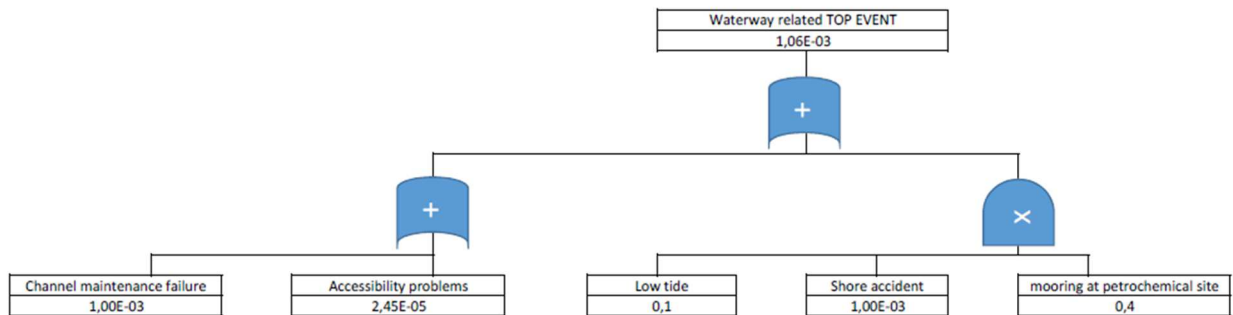 Waterway related TOP EVENT
1,06E-03
+
+
x
Channel maintenance failure
1,00E-03
Accessibility problems
2,45E-05
Low tide
0,1
Shore accident
1,00E-03
mooring at petrochemical site
0,4